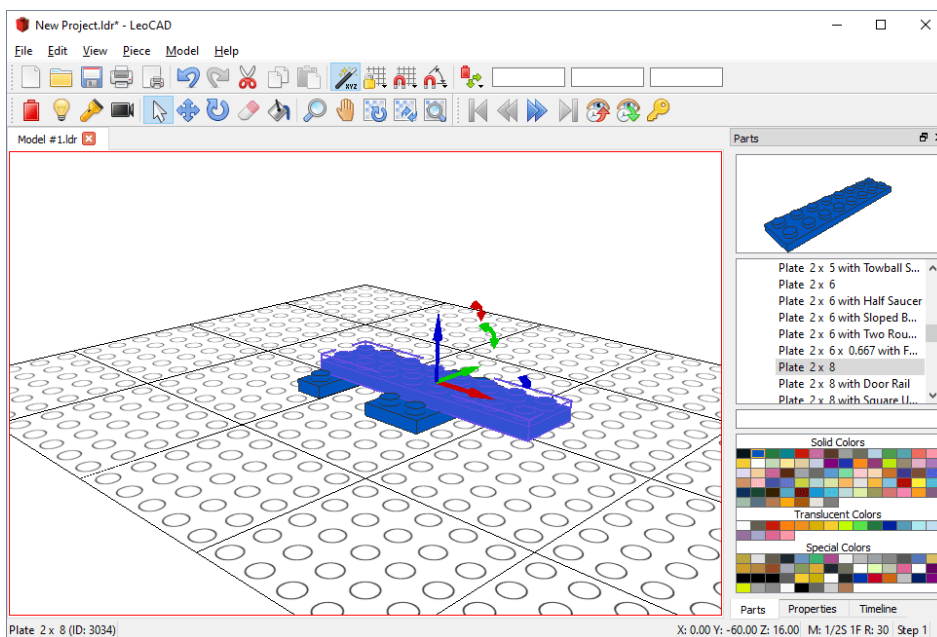 New Project.ldr* - LeoCAD
File Edit View Piece Model Help
XYZ
Model #1.ldr
Parts
Plate 2 x 5 with Towball S...
Plate 2 x 6
Plate 2 x 6 with Half Saucer
Plate 2 x 6 with Sloped B...
Plate 2 x 6 with Two Rou...
Plate 2 x 6 x 0.667 with F...
Plate 2 x 8
Plate 2 x 8 with Door Rail
Plate 2 x 8 with Square U...
Solid Colors
Translucent Colors
Special Colors
Parts Properties Timeline
Plate 2 x 8 (ID: 3034) X: 0.00 Y: -60.00 Z: 16.00 M: 1/2S 1F R: 30 Step 1